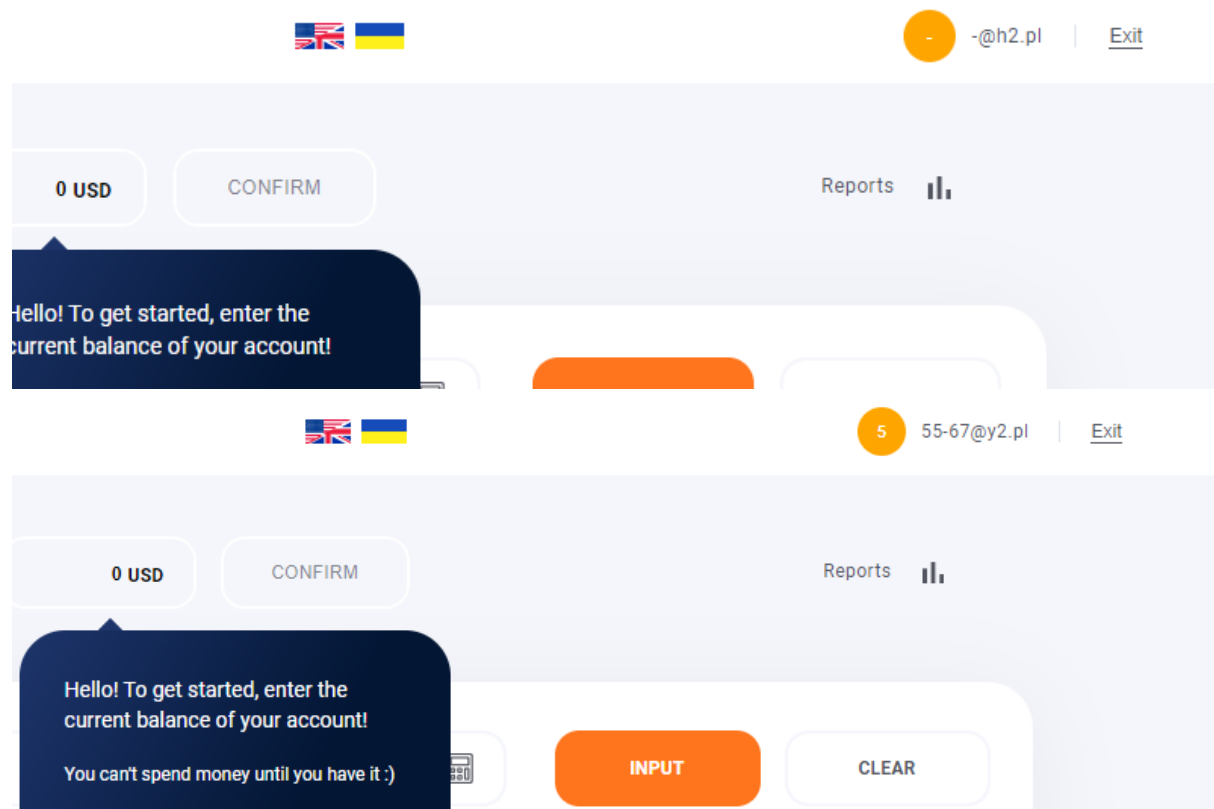 - -@h2.pl Exit
0 USD CONFIRM Reports
Hello! To get started, enter the
current balance of your account!
5 55-67@y2.pl Exit
0 USD CONFIRM Reports
Hello! To get started, enter the
current balance of your account!
You can't spend money until you have it :)
INPUT CLEAR